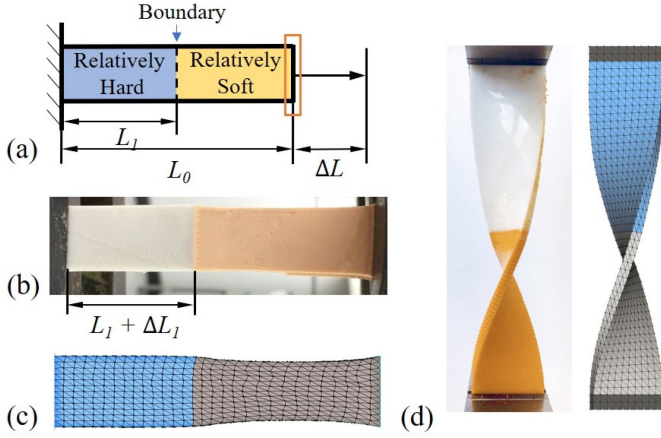 Boundary
Relatively Hard
Relatively Soft
L₁
L₀
ΔL
(a)
(b)
L₁ + ΔL₁
(c)
(d)